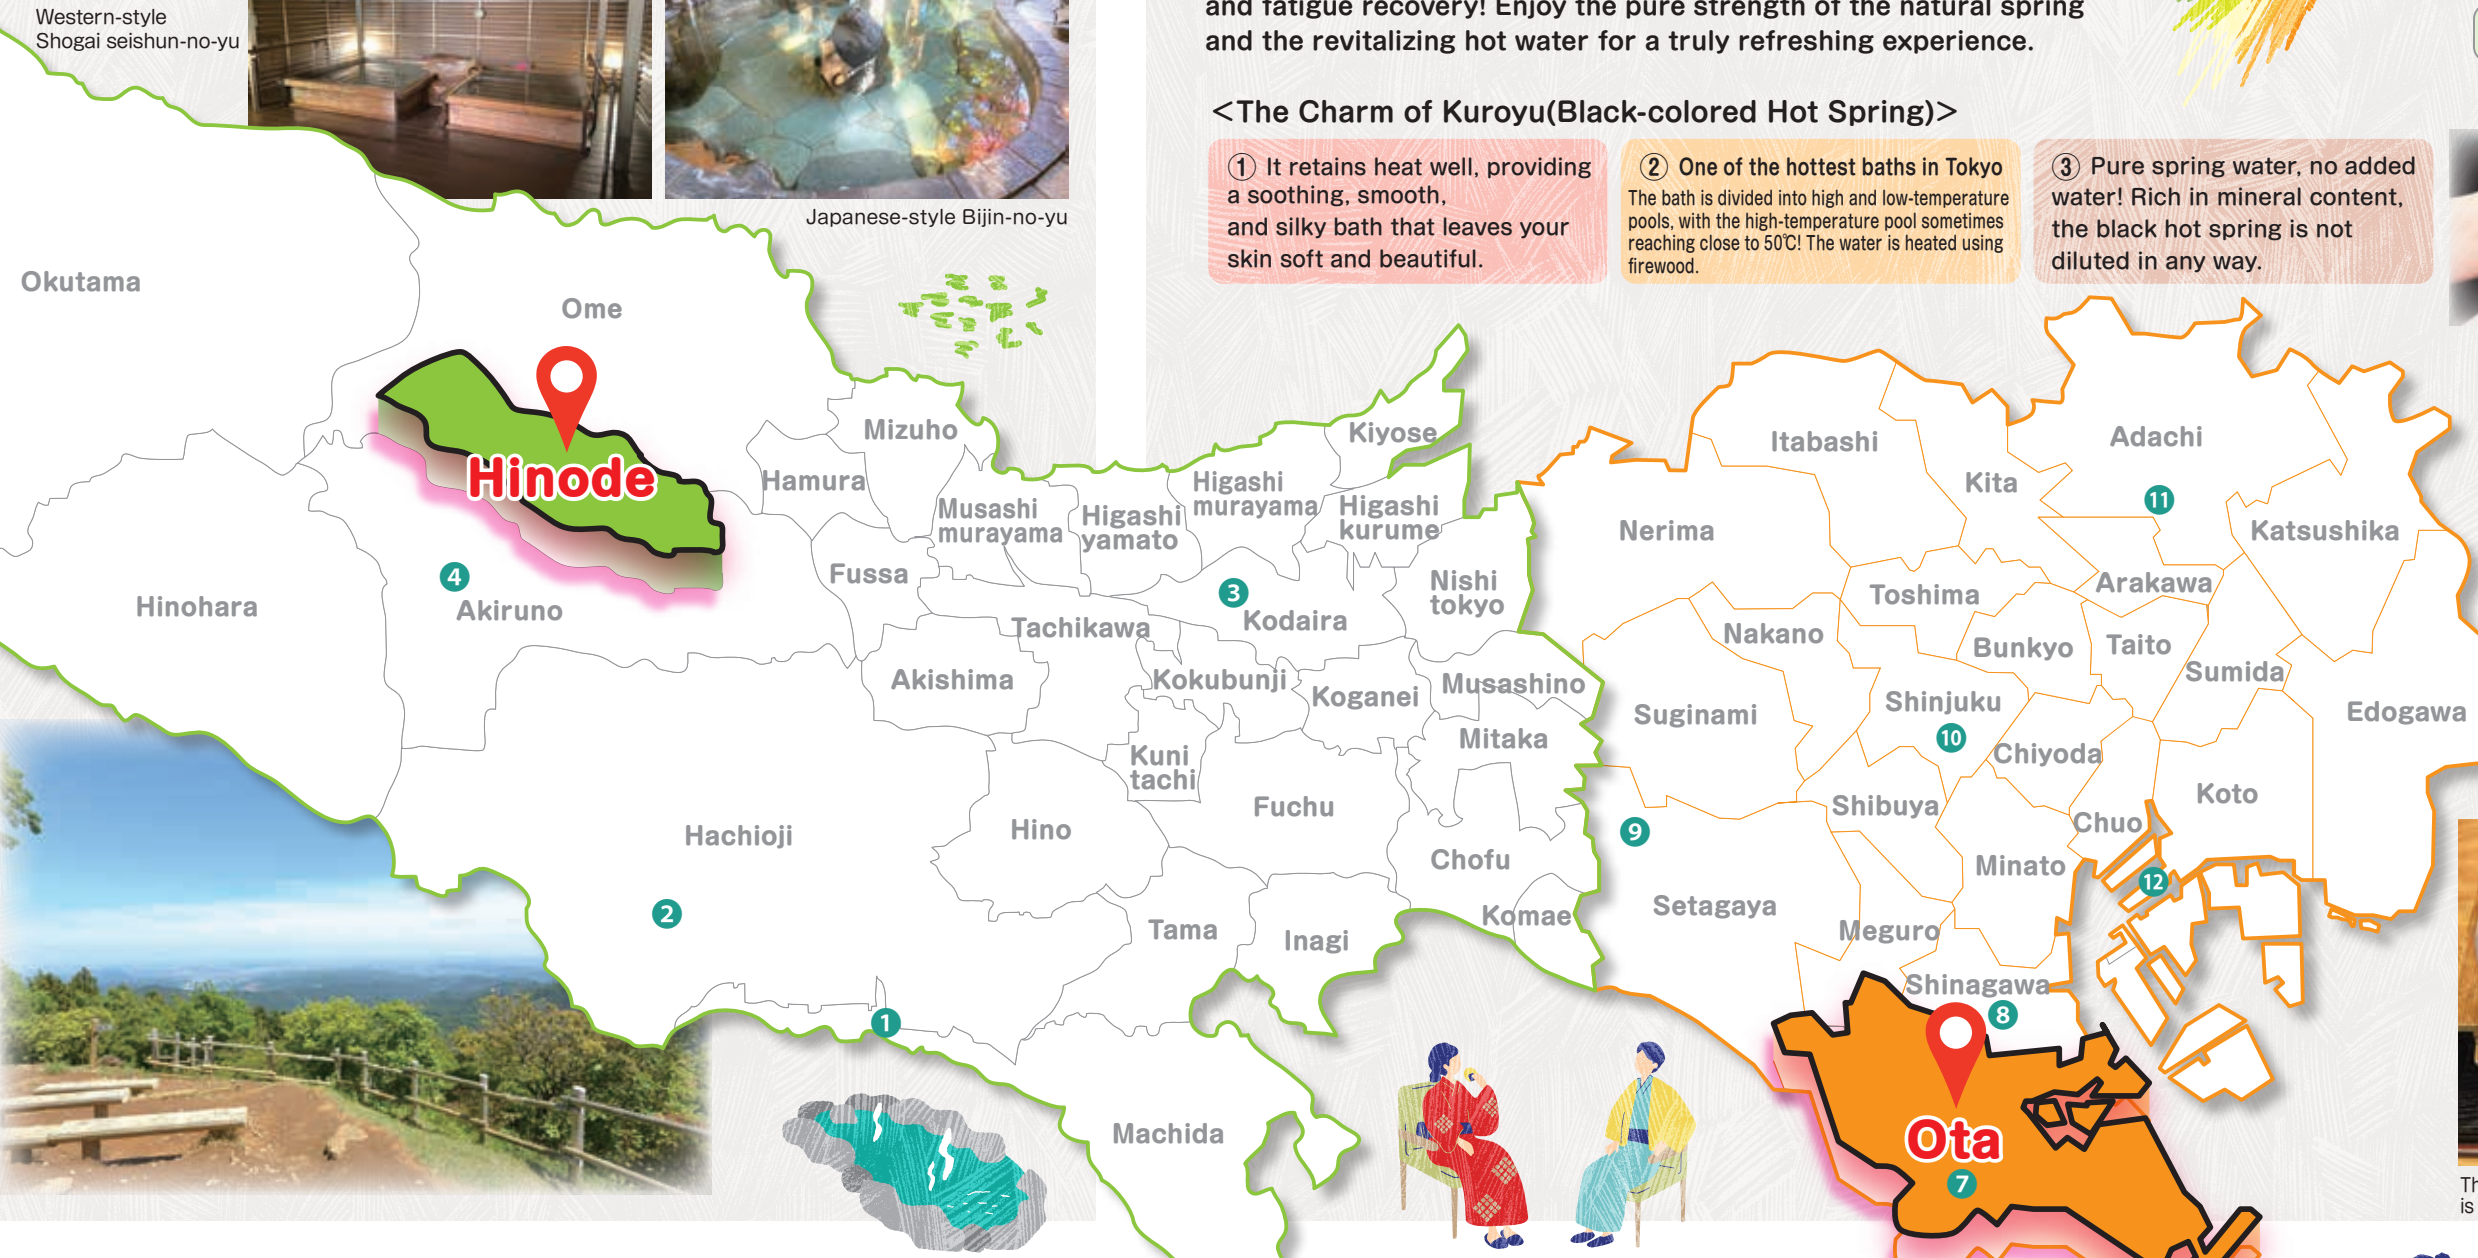 Western-style
Shogai seishun-no-yu
Japanese-style Bijin-no-yu
and fatigue recovery! Enjoy the pure strength of the natural spring
and the revitalizing hot water for a truly refreshing experience.
<The Charm of Kuroyu(Black-colored Hot Spring)>
① It retains heat well, providing
a soothing, smooth,
and silky bath that leaves your
skin soft and beautiful.
② One of the hottest baths in Tokyo
The bath is divided into high and low-temperature
pools, with the high-temperature pool sometimes
reaching close to 50℃! The water is heated using
firewood.
③ Pure spring water, no added
water! Rich in mineral content,
the black hot spring is not
diluted in any way.
Okutama
Ome
Hinode
Mizuho
Hamura
Musashi
murayama
Higashi
yamato
Higashi
murayama
Kiyose
Higashi
kurume
Fussa
4
Akiruno
Hinohara
3
Kodaira
Nishi
tokyo
Tachikawa
Akishima
Kokubunji
Koganei
Musashino
Mitaka
Kuni
tachi
Fuchu
Hachioji
Hino
2
Chofu
Komae
Tama
Inagi
1
Machida
Itabashi
Adachi
Kita
11
Nerima
Katsushika
Toshima
Arakawa
Nakano
Bunkyo
Taito
Sumida
Suginami
Shinjuku
10
Edogawa
Chiyoda
Koto
Shibuya
Chuo
9
Minato
12
Setagaya
Meguro
Shinagawa
8
Ota
7
Th
is